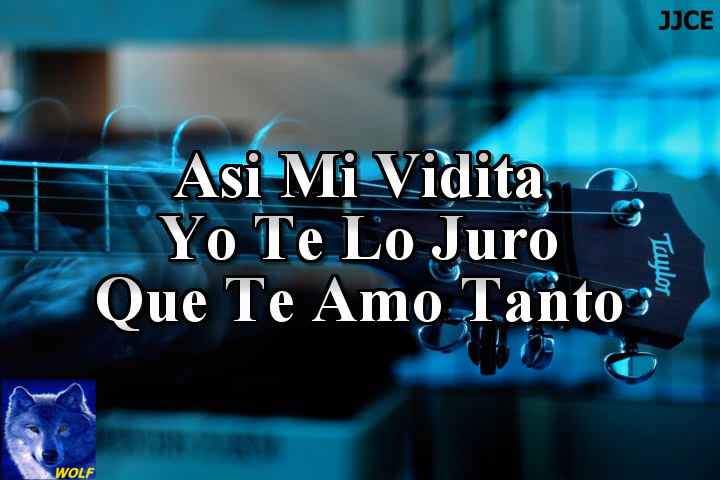 JJCE
Asi Mi Vidita
Yo Te Lo Juro
Que Te Amo Tanto
Taylor
WOLF